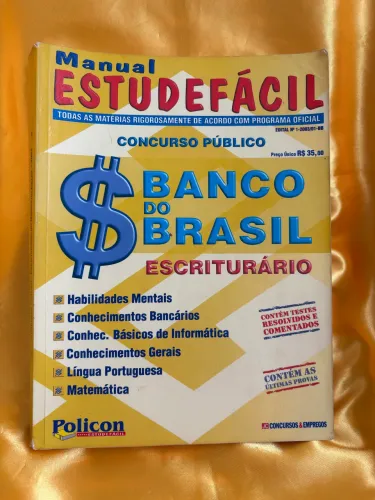 Manual
ESTUDEFÁCIL
TODAS AS MATERIAS RIGOROSAMENTE DE ACORDO COM PROGRAMA OFICIAL
CONCURSO PÚBLICO
Preço Único R$ 35,00
$ BANCO
DO
BRASIL
ESCRITURÁRIO
Habilidades Mentais
Conhecimentos Bancários
Conhec. Básicos de Informática
Conhecimentos Gerais
Língua Portuguesa
Matemática
CONTÉM TESTES
RESOLVIDOS E
COMENTADOS
CONTÉM AS
ÚLTIMAS PROVAS
Policon
JC CONCURSOS & EMPREGOS